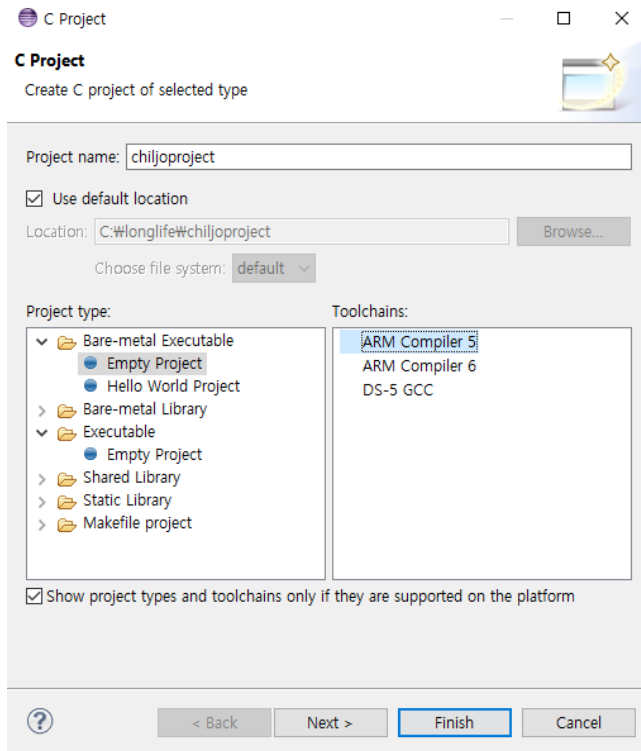 C Project
C Project
Create C project of selected type
Project name: chiljoproject
Use default location
Location: C:₩longlife₩chiljoproject Browse...
Choose file system: default
Project type: Toolchains:
Bare-metal Executable ARM Compiler 5
Empty Project ARM Compiler 6
Hello World Project DS-5 GCC
Bare-metal Library
Executable
Empty Project
Shared Library
Static Library
Makefile project
Show project types and toolchains only if they are supported on the platform
? < Back Next > Finish Cancel